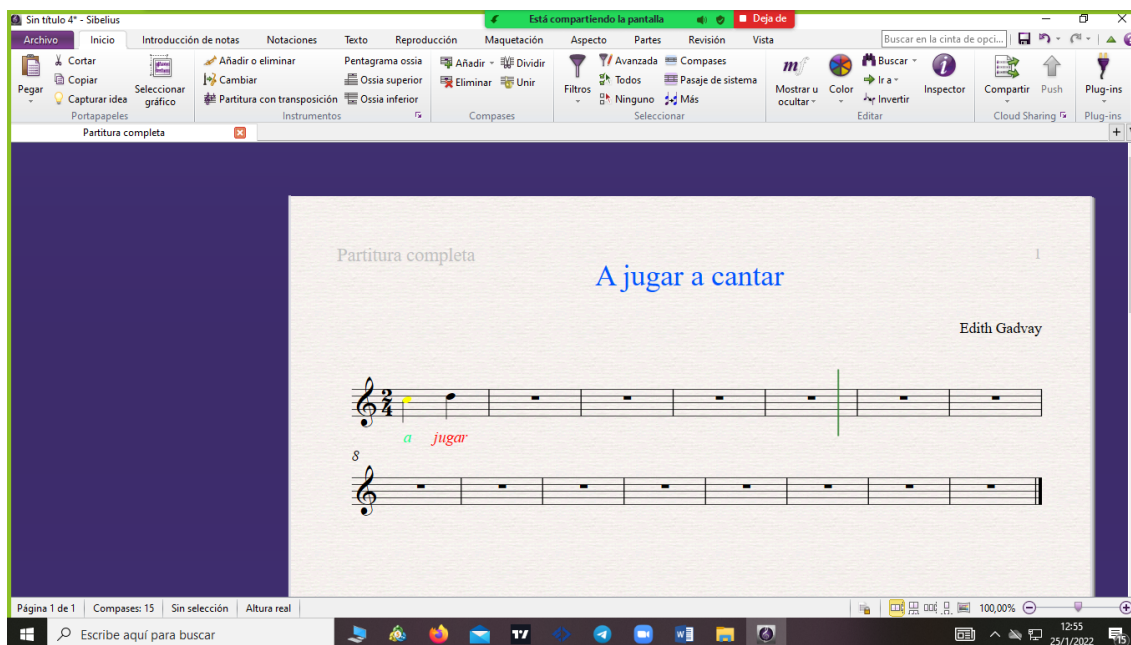 Sin título 4* - Sibelius
Está compartiendo la pantalla
Deja de
Archivo Inicio Introducción de notas Notaciones Texto Reproducción Maquetación Aspecto Partes Revisión Vista
Buscar en la cinta de opci...
Pegar
Cortar
Copiar
Capturar idea
Seleccionar gráfico
Portapapeles
Añadir o eliminar
Cambiar
Partitura con transposición
Instrumentos
Pentagrama ossia
Ossia superior
Ossia inferior
Añadir
Dividir
Eliminar
Unir
Compases
Filtros
Avanzada
Todos
Ninguno
Compases
Pasaje de sistema
Más
Seleccionar
mf
Mostrar u ocultar
Color
Buscar
Ir a
Invertir
Inspector
Editar
Compartir
Push
Cloud Sharing
Plug-ins
Plug-ins
Partitura completa
Partitura completa
1
A jugar a cantar
Edith Gadvay
2
4
a jugar
8
Página 1 de 1 Compases: 15 Sin selección Altura real
100,00%
Escribe aquí para buscar
12:55
25/1/2022
15